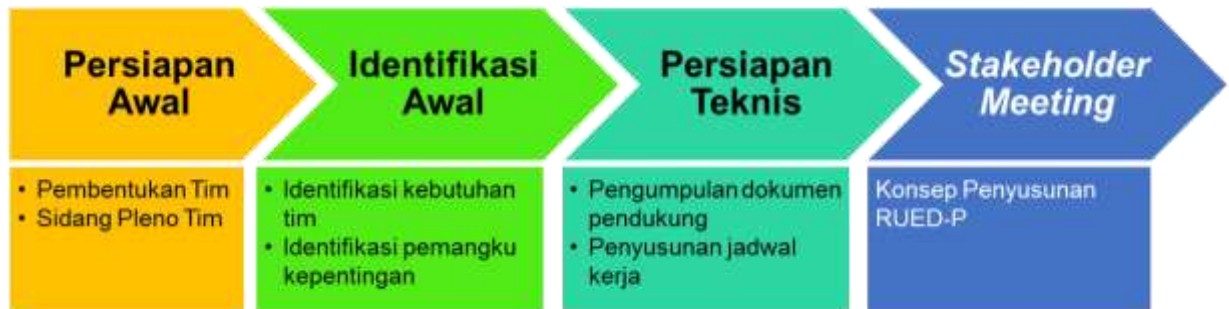 Persiapan
Awal
Identifikasi
Awal
Persiapan
Teknis
Stakeholder
Meeting
• Pembentukan Tim
• Sidang Pleno Tim
• Identifikasi kebutuhan
tim
• Identifikasi pemangku
kepentingan
• Pengumpulan dokumen
pendukung
• Penyusunan jadwal
kerja
Konsep Penyusunan
RUED-P